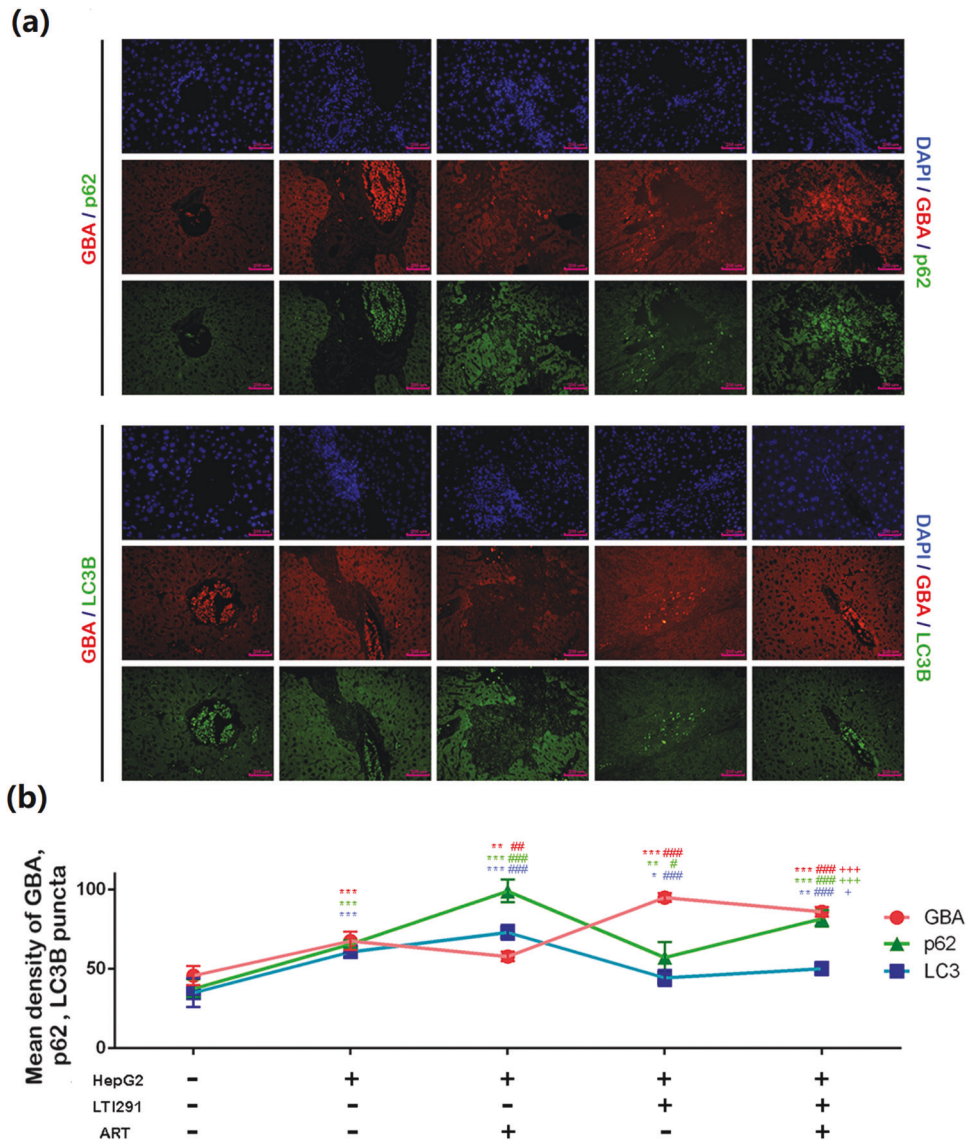 (a)
GBA / p62
DAPI / GBA / p62
GBA / LC3B
DAPI / GBA / LC3B
(b)
Mean density of GBA,
p62 , LC3B puncta
100
50
0
***
***
***
** ##
*** ###
*** ###
*** ###
** #
* ###
*** ### +++
*** ### +++
** ### +
GBA
p62
LC3
HepG2 - + + + +
LTI291 - - - + +
ART - - + - +